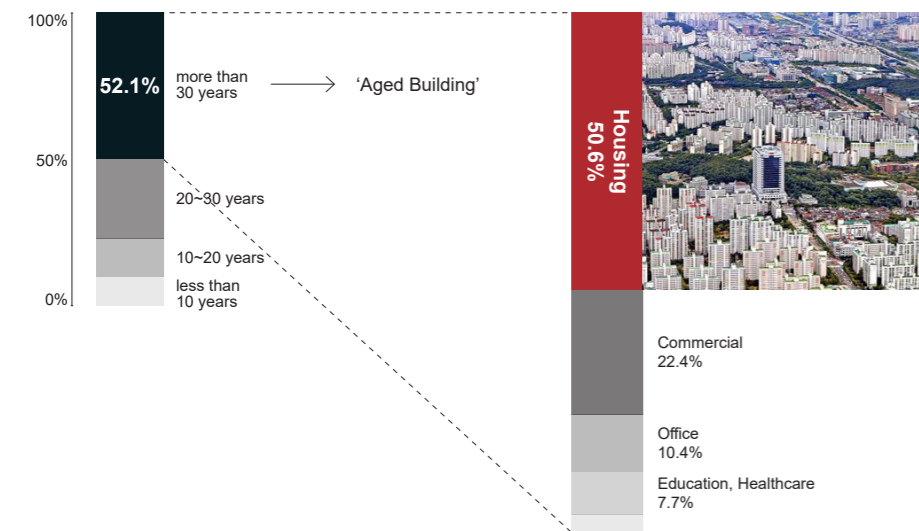 100%
50%
0%
52.1%
more than
30 years
‘Aged Building’
20~30 years
10~20 years
less than
10 years
Housing
50.6%
Commercial
22.4%
Office
10.4%
Education, Healthcare
7.7%